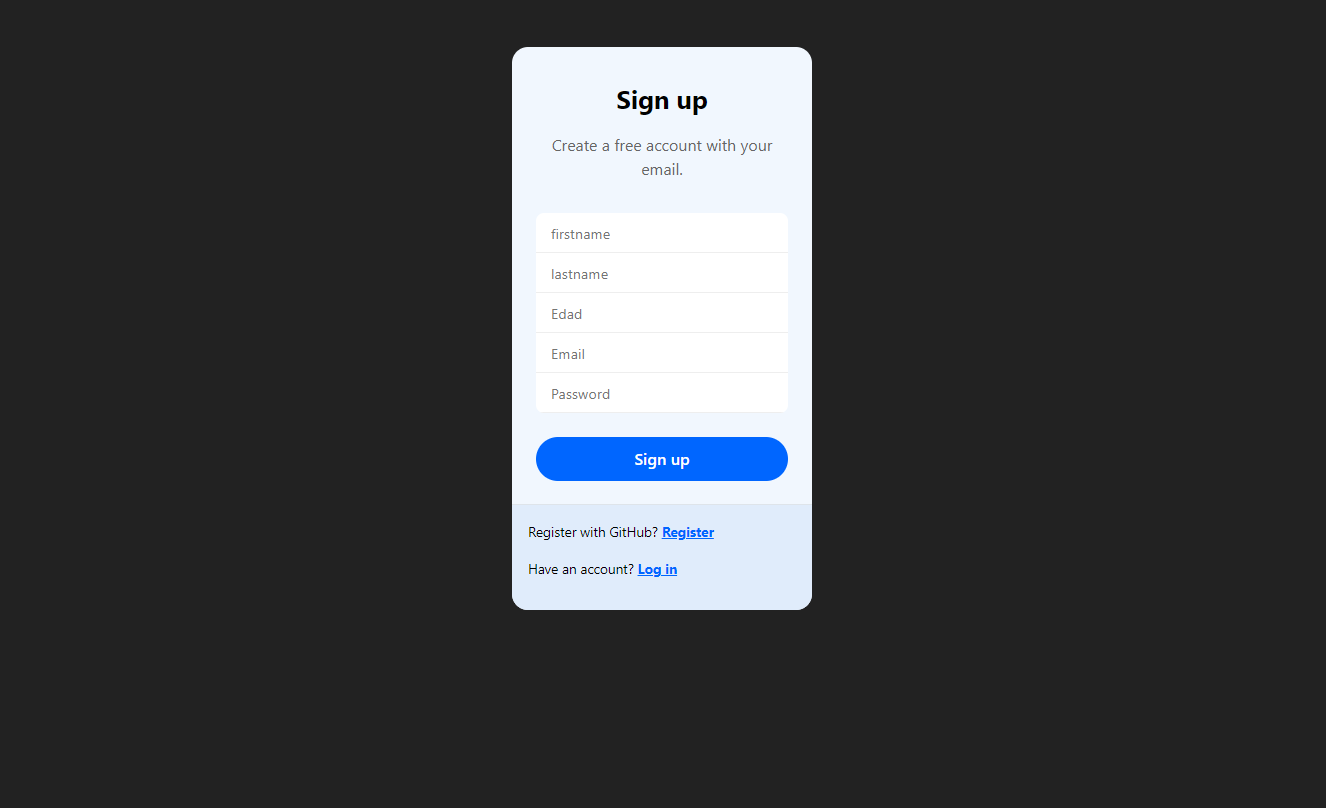 Sign up
Create a free account with your
email.
firstname
lastname
Edad
Email
Password
Sign up
Register with GitHub? Register
Have an account? Log in